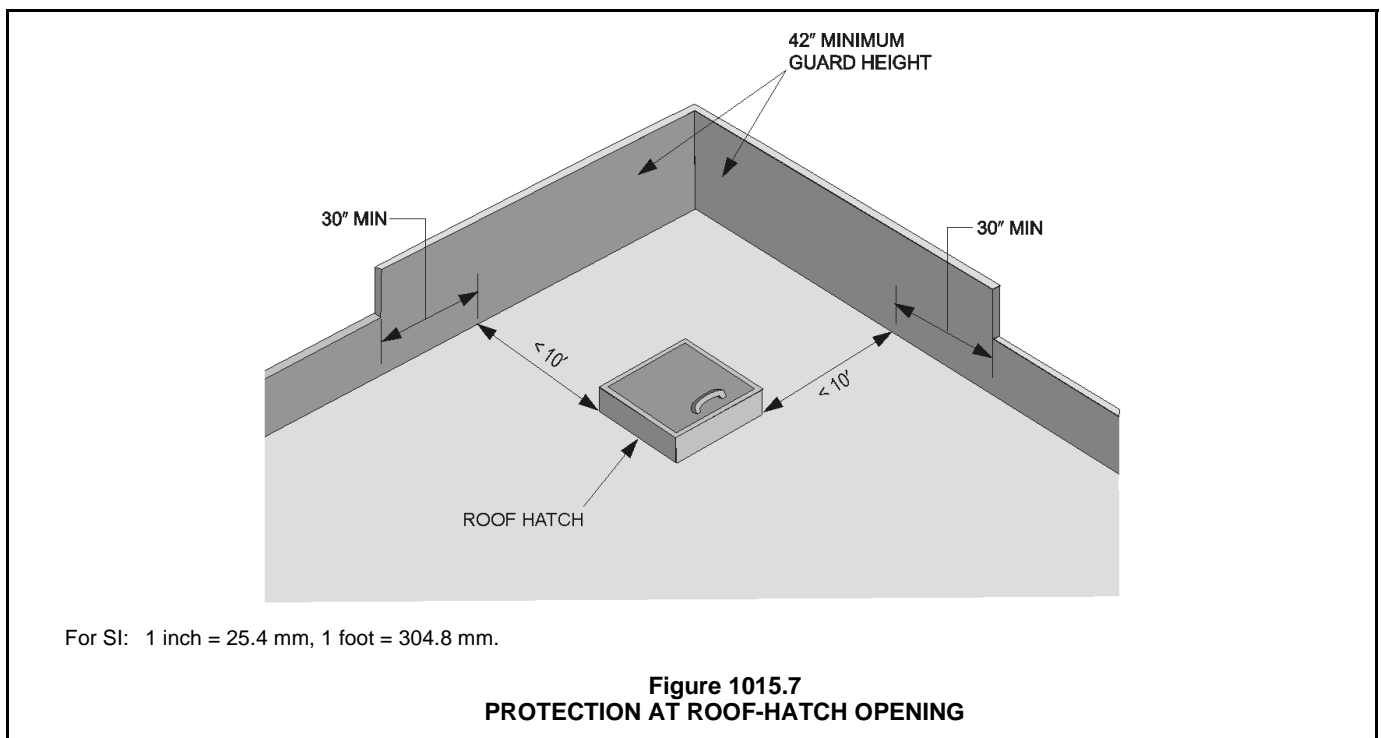 42″ MINIMUM
GUARD HEIGHT
30″ MIN
30″ MIN
< 10′
< 10′
ROOF HATCH
For SI: 1 inch = 25.4 mm, 1 foot = 304.8 mm.
Figure 1015.7
PROTECTION AT ROOF-HATCH OPENING